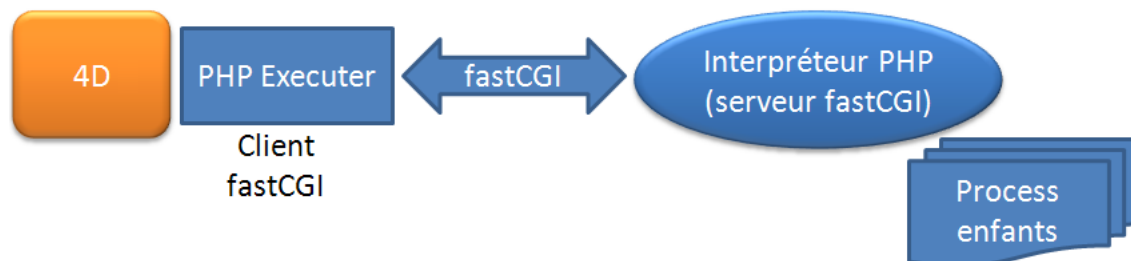 4D
PHP Executer
Client
fastCGI
fastCGI
Interpréteur PHP
(serveur fastCGI)
Process
enfants